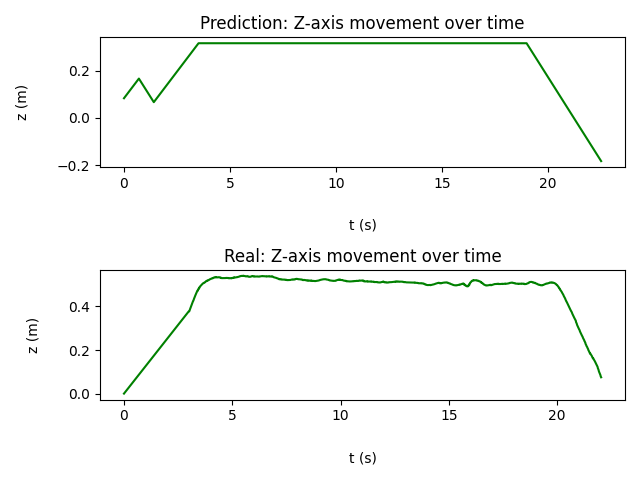 Prediction: Z-axis movement over time
0.2
0.0
−0.2
z (m)
0 5 10 15 20
t (s)
Real: Z-axis movement over time
0.4
0.2
0.0
z (m)
0 5 10 15 20
t (s)